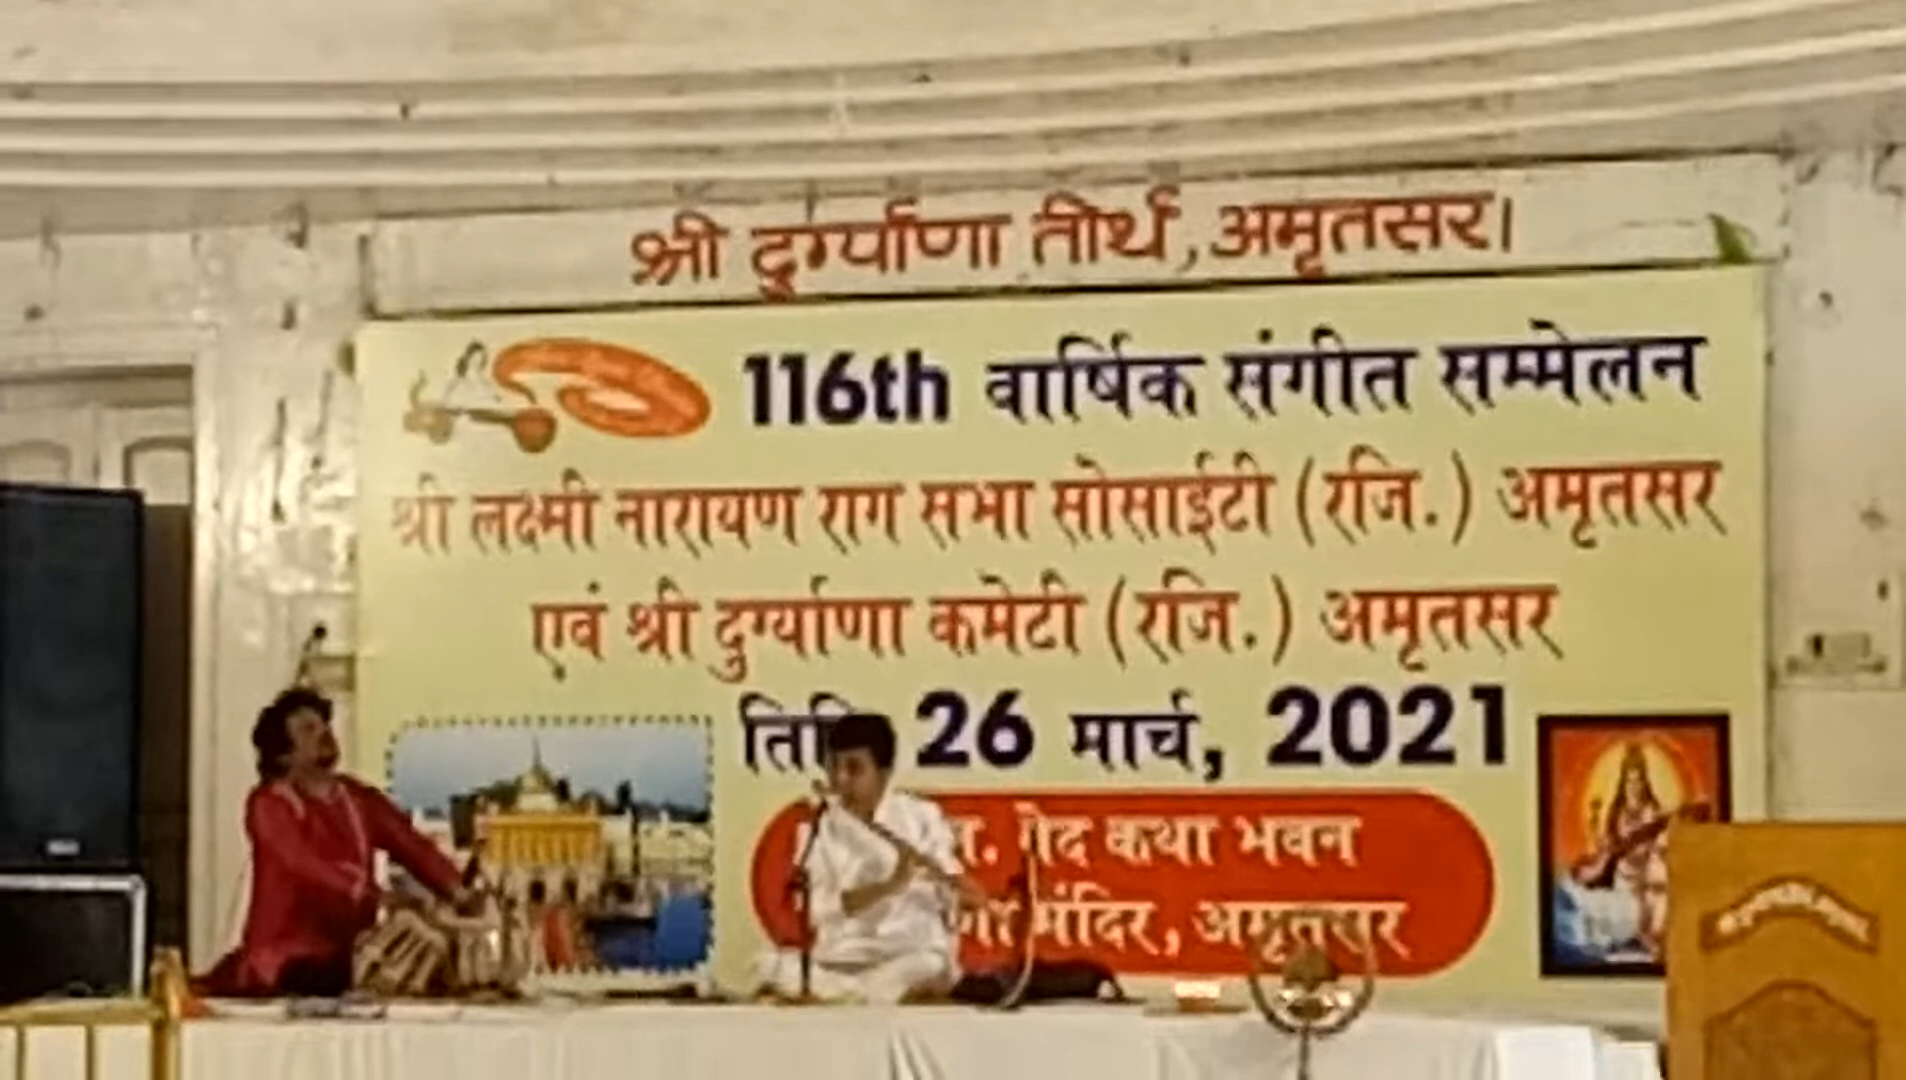 श्री दुर्ग्याणा तीर्थ, अमृतसर।
116th वार्षिक संगीत सम्मेलन
श्री लक्ष्मी नारायण राग सभा सोसाईटी (रजि.) अमृतसर
एवं श्री दुर्ग्याणा कमेटी (रजि.) अमृतसर
26 मार्च, 2021
वेद कथा भवन
मंदिर, अमृतसर